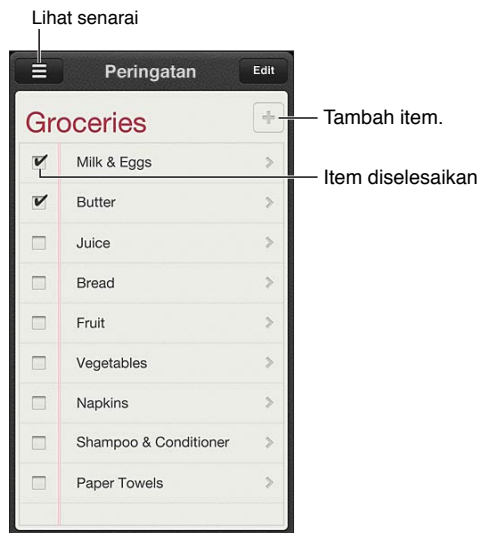 Lihat senarai
Peringatan Edit
Groceries
Tambah item.
Milk & Eggs
Item diselesaikan
Butter
Juice
Bread
Fruit
Vegetables
Napkins
Shampoo & Conditioner
Paper Towels